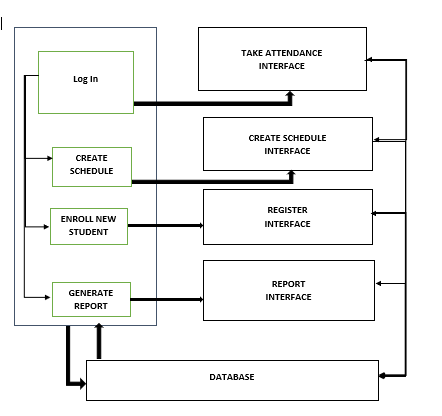 Log In
TAKE ATTENDANCE
INTERFACE
CREATE
SCHEDULE
CREATE SCHEDULE
INTERFACE
ENROLL NEW
STUDENT
REGISTER
INTERFACE
GENERATE
REPORT
REPORT
INTERFACE
DATABASE